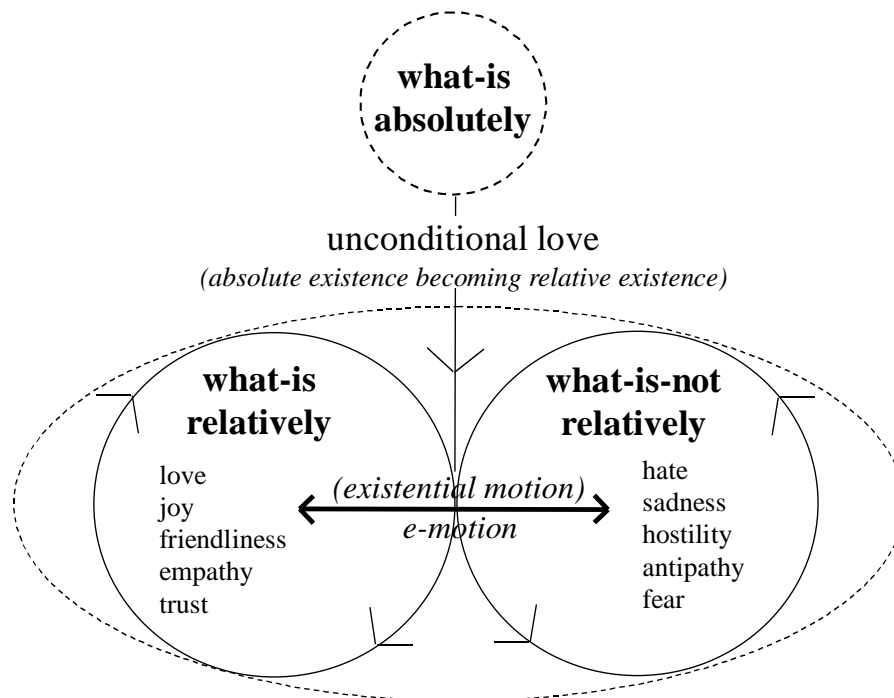 what-is
absolutely
unconditional love
(absolute existence becoming relative existence)
what-is
relatively
love
joy
friendliness
empathy
trust
(existential motion)
e-motion
what-is-not
relatively
hate
sadness
hostility
antipathy
fear